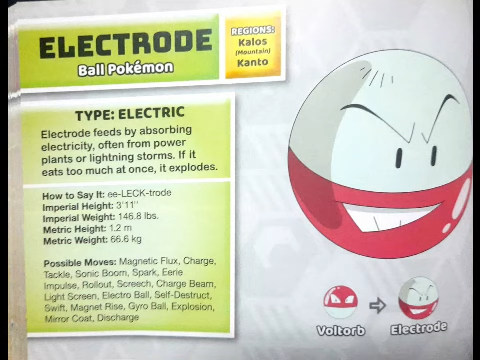 ELECTRODE
Ball Pokémon
REGIONS:
Kalos
(Mountain)
Kanto
TYPE: ELECTRIC
Electrode feeds by absorbing
electricity, often from power
plants or lightning storms. If it
eats too much at once, it explodes.
How to Say It: ee-LECK-trode
Imperial Height: 3'11"
Imperial Weight: 146.8 lbs.
Metric Height: 1.2 m
Metric Weight: 66.6 kg
Possible Moves: Magnetic Flux, Charge,
Tackle, Sonic Boom, Spark, Eerie
Impulse, Rollout, Screech, Charge Beam,
Light Screen, Electro Ball, Self-Destruct,
Swift, Magnet Rise, Gyro Ball, Explosion,
Mirror Coat, Discharge
Voltorb
Electrode